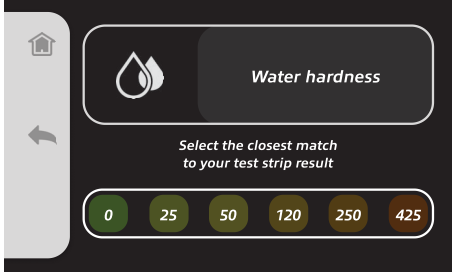 Water hardness
Select the closest match
to your test strip result
0 25 50 120 250 425